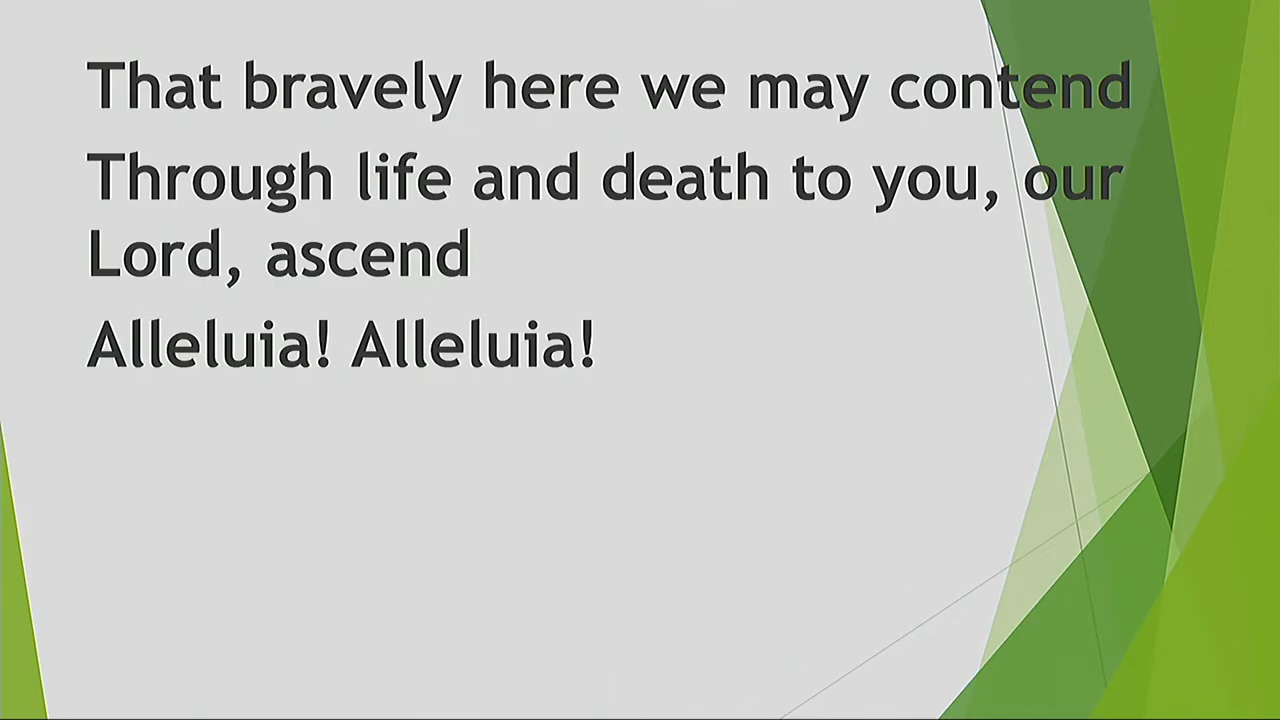 That bravely here we may contend
Through life and death to you, our
Lord, ascend
Alleluia! Alleluia!